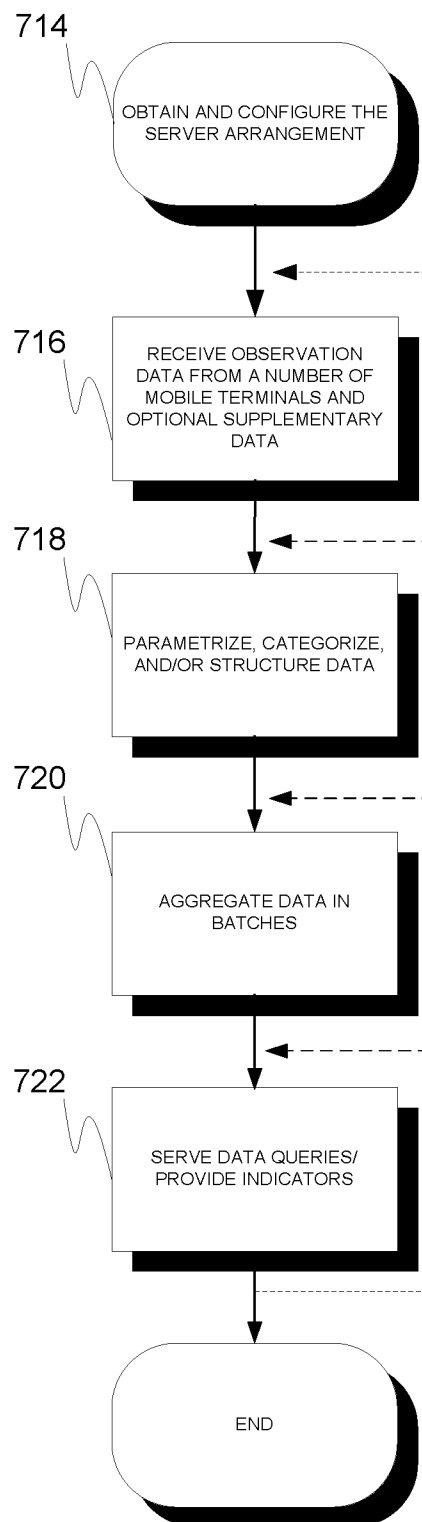 714
OBTAIN AND CONFIGURE THE
SERVER ARRANGEMENT
716
RECEIVE OBSERVATION
DATA FROM A NUMBER OF
MOBILE TERMINALS AND
OPTIONAL SUPPLEMENTARY
DATA
718
PARAMETRIZE, CATEGORIZE,
AND/OR STRUCTURE DATA
720
AGGREGATE DATA IN
BATCHES
722
SERVE DATA QUERIES/
PROVIDE INDICATORS
END